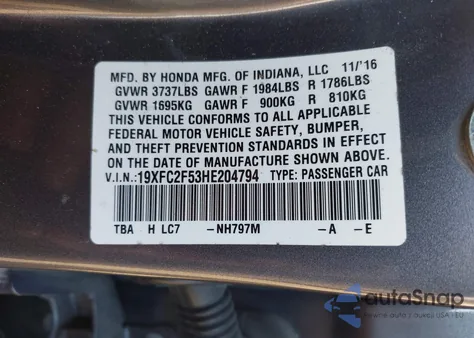 MFD. BY HONDA MFG. OF INDIANA, LLC 11/'16
GVWR 3737LBS GAWR F 1984LBS R 1786LBS
GVWR 1695KG GAWR F 900KG R 810KG
THIS VEHICLE CONFORMS TO ALL APPLICABLE
FEDERAL MOTOR VEHICLE SAFETY, BUMPER,
AND THEFT PREVENTION STANDARDS IN EFFECT
ON THE DATE OF MANUFACTURE SHOWN ABOVE.
V.I.N.: 19XFC2F53HE204794 TYPE: PASSENGER CAR
TBA H LC7 -NH797M -A -E
autoSnap